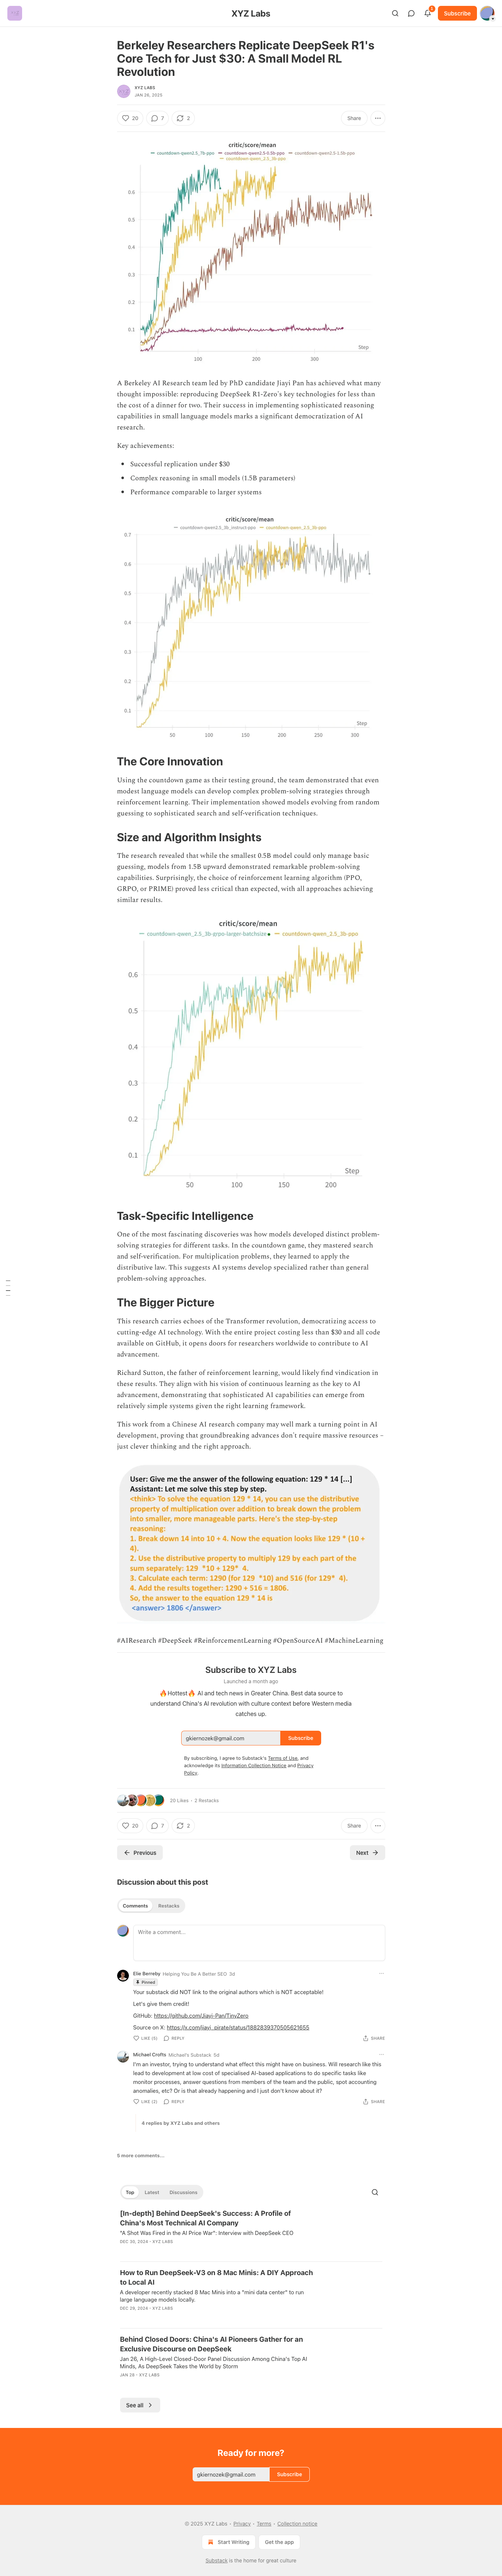 XYZ Labs
Subscribe
Berkeley Researchers Replicate DeepSeek R1's
Core Tech for Just $30: A Small Model RL
Revolution
XYZ LABS
JAN 26, 2025
20
7
2
Share
critic/score/mean
countdown-qwen2.5_7b-ppo countdown-qwen2.5-0.5b-ppo countdown-qwen2.5-1.5b-ppo
countdown-qwen_2.5_3b-ppo
0.6
0.5
0.4
0.3
0.2
0.1
Step
100
200
300
A Berkeley AI Research team led by PhD candidate Jiayi Pan has achieved what many
thought impossible: reproducing DeepSeek R1-Zero's key technologies for less than
the cost of a dinner for two. Their success in implementing sophisticated reasoning
capabilities in small language models marks a significant democratization of AI
research.
Key achievements:
Successful replication under $30
Complex reasoning in small models (1.5B parameters)
Performance comparable to larger systems
critic/score/mean
countdown-qwen2.5_3b_instruct-ppo countdown-qwen_2.5_3b-ppo
0.7
0.6
0.5
0.4
0.3
0.2
0.1
Step
50
100
150
200
250
300
The Core Innovation
Using the countdown game as their testing ground, the team demonstrated that even
modest language models can develop complex problem-solving strategies through
reinforcement learning. Their implementation showed models evolving from random
guessing to sophisticated search and self-verification techniques.
Size and Algorithm Insights
The research revealed that while the smallest 0.5B model could only manage basic
guessing, models from 1.5B upward demonstrated remarkable problem-solving
capabilities. Surprisingly, the choice of reinforcement learning algorithm (PPO,
GRPO, or PRIME) proved less critical than expected, with all approaches achieving
similar results.
critic/score/mean
countdown-qwen_2.5_3b-grpo-larger-batchsize countdown-qwen_2.5_3b-ppo
0.6
0.5
0.4
0.3
0.2
0.1
Step
50
100
150
200
Task-Specific Intelligence
One of the most fascinating discoveries was how models developed distinct problem-
solving strategies for different tasks. In the countdown game, they mastered search
and self-verification. For multiplication problems, they learned to apply the
distributive law. This suggests AI systems develop specialized rather than general
problem-solving approaches.
The Bigger Picture
This research carries echoes of the Transformer revolution, democratizing access to
cutting-edge AI technology. With the entire project costing less than $30 and all code
available on GitHub, it opens doors for researchers worldwide to contribute to AI
advancement.
Richard Sutton, the father of reinforcement learning, would likely find vindication in
these results. They align with his vision of continuous learning as the key to AI
advancement, demonstrating that sophisticated AI capabilities can emerge from
relatively simple systems given the right learning framework.
This work from a Chinese AI research company may well mark a turning point in AI
development, proving that groundbreaking advances don't require massive resources –
just clever thinking and the right approach.
User: Give me the answer of the following equation: 129 * 14 [...]
Assistant: Let me solve this step by step.
<think> To solve the equation 129 * 14, you can use the distributive
property of multiplication over addition to break down the problem
into smaller, more manageable parts. Here's the step-by-step
reasoning:
1. Break down 14 into 10 + 4. Now the equation looks like 129 * (10 +
4).
2. Use the distributive property to multiply 129 by each part of the
sum separately: 129 *10 + 129* 4.
3. Calculate each term: 1290 (for 129 *10) and 516 (for 129* 4).
4. Add the results together: 1290 + 516 = 1806.
So, the answer to the equation 129 * 14 is
<answer> 1806 </answer>
#AIResearch #DeepSeek #ReinforcementLearning #OpenSourceAI #MachineLearning
Subscribe to XYZ Labs
Launched a month ago
🔥Hottest🔥 AI and tech news in Greater China. Best data source to
understand China's AI revolution with culture context before Western media
catches up.
gkiernozek@gmail.com
Subscribe
By subscribing, I agree to Substack's Terms of Use, and
acknowledge its Information Collection Notice and Privacy
Policy.
20 Likes · 2 Restacks
20
7
2
Share
Previous
Next
Discussion about this post
Comments
Restacks
Write a comment...
Elie Berreby Helping You Be A Better SEO 3d
Pinned
Your substack did NOT link to the original authors which is NOT acceptable!
Let's give them credit!
GitHub: https://github.com/Jiayi-Pan/TinyZero
Source on X: https://x.com/jiayi_pirate/status/1882839370505621655
LIKE (5)
REPLY
SHARE
Michael Crofts Michael's Substack 5d
I'm an investor, trying to understand what effect this might have on business. Will research like this
lead to deployment at low cost of specialised AI-based applications to do specific tasks like
monitor processes, answer questions from members of the team and the public, spot accounting
anomalies, etc? Or is that already happening and I just don't know about it?
LIKE (2)
REPLY
SHARE
4 replies by XYZ Labs and others
5 more comments...
Top
Latest
Discussions
[In-depth] Behind DeepSeek's Success: A Profile of
China's Most Technical AI Company
"A Shot Was Fired in the AI Price War": Interview with DeepSeek CEO
DEC 30, 2024 · XYZ LABS
How to Run DeepSeek-V3 on 8 Mac Minis: A DIY Approach
to Local AI
A developer recently stacked 8 Mac Minis into a "mini data center" to run
large language models locally.
DEC 28, 2024 · XYZ LABS
Behind Closed Doors: China's AI Pioneers Gather for an
Exclusive Discourse on DeepSeek
Jan 26, A High-Level Closed-Door Panel Discussion Among China's Top AI
Minds, As DeepSeek Takes the World by Storm
JAN 28 · XYZ LABS
See all
Ready for more?
gkiernozek@gmail.com
Subscribe
© 2025 XYZ Labs · Privacy · Terms · Collection notice
Start Writing
Get the app
Substack is the home for great culture